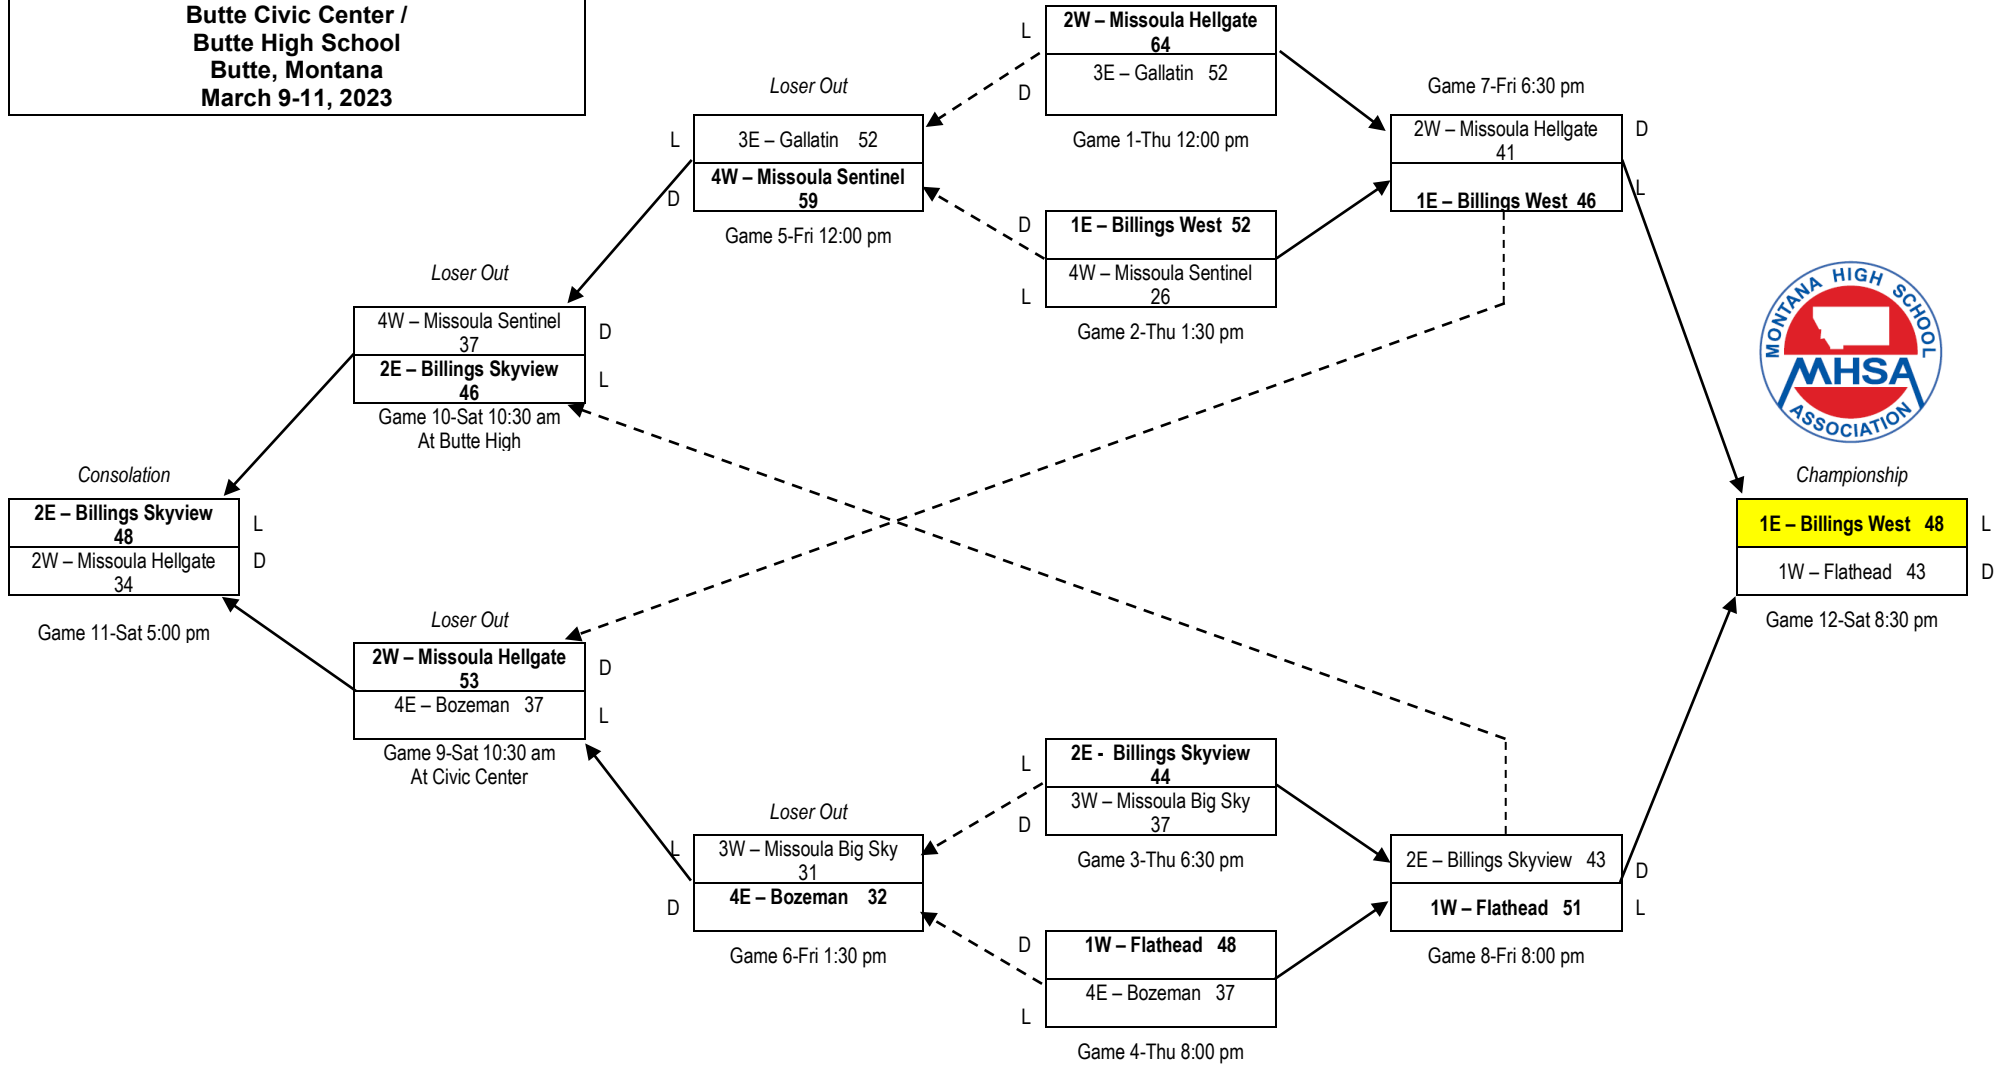 Butte Civic Center /
Butte High School
Butte, Montana
March 9-11, 2023
L
2W – Missoula Hellgate
64
3E – Gallatin 52
D
Game 1-Thu 12:00 pm
Loser Out
L
3E – Gallatin 52
4W – Missoula Sentinel
59
D
Game 5-Fri 12:00 pm
D
1E – Billings West 52
4W – Missoula Sentinel
26
L
Game 2-Thu 1:30 pm
Game 7-Fri 6:30 pm
2W – Missoula Hellgate
41
D
1E – Billings West 46
L
Loser Out
4W – Missoula Sentinel
37
D
2E – Billings Skyview
46
L
Game 10-Sat 10:30 am
At Butte High
MONTANA HIGH SCHOOL
MHSA
ASSOCIATION
Consolation
2E – Billings Skyview
48
L
2W – Missoula Hellgate
34
D
Game 11-Sat 5:00 pm
Championship
1E – Billings West 48
L
1W – Flathead 43
D
Game 12-Sat 8:30 pm
Loser Out
2W – Missoula Hellgate
53
D
4E – Bozeman 37
L
Game 9-Sat 10:30 am
At Civic Center
L
2E - Billings Skyview
44
3W – Missoula Big Sky
37
D
Game 3-Thu 6:30 pm
Loser Out
L
3W – Missoula Big Sky
31
4E – Bozeman 32
D
Game 6-Fri 1:30 pm
2E – Billings Skyview 43
D
1W – Flathead 51
L
Game 8-Fri 8:00 pm
D
1W – Flathead 48
4E – Bozeman 37
L
Game 4-Thu 8:00 pm